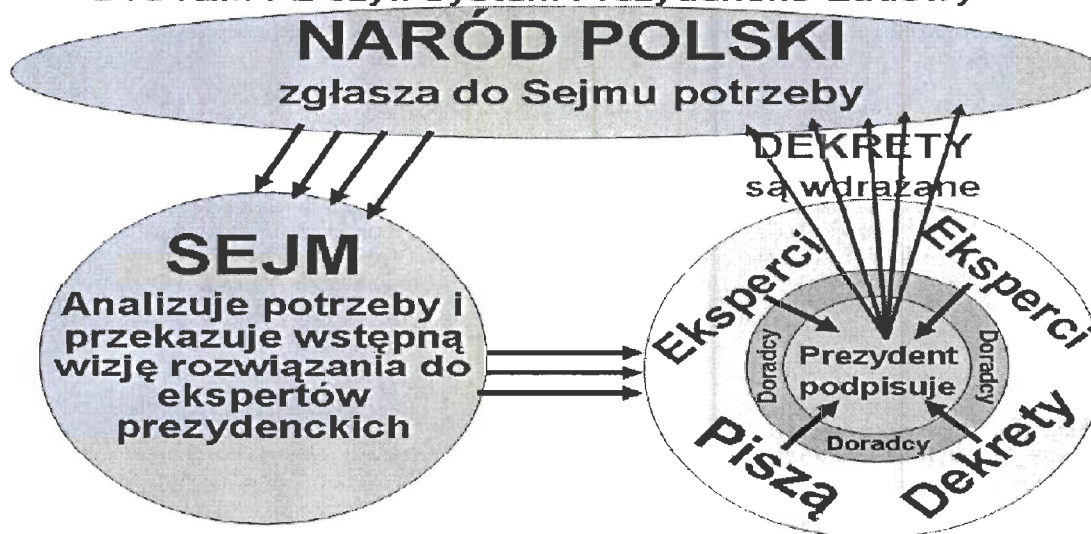 NARÓD POLSKI
zgłasza do Sejmu potrzeby
DEKRETY
są wdrażane
SEJM
Analizuje potrzeby i
przekazuje wstępną
wizję rozwiązania do
ekspertów
prezydenckich
Eksperci
Eksperci
Doradcy
Prezydent
podpisuje
Doradcy
Doradcy
Piszą
Dekrety